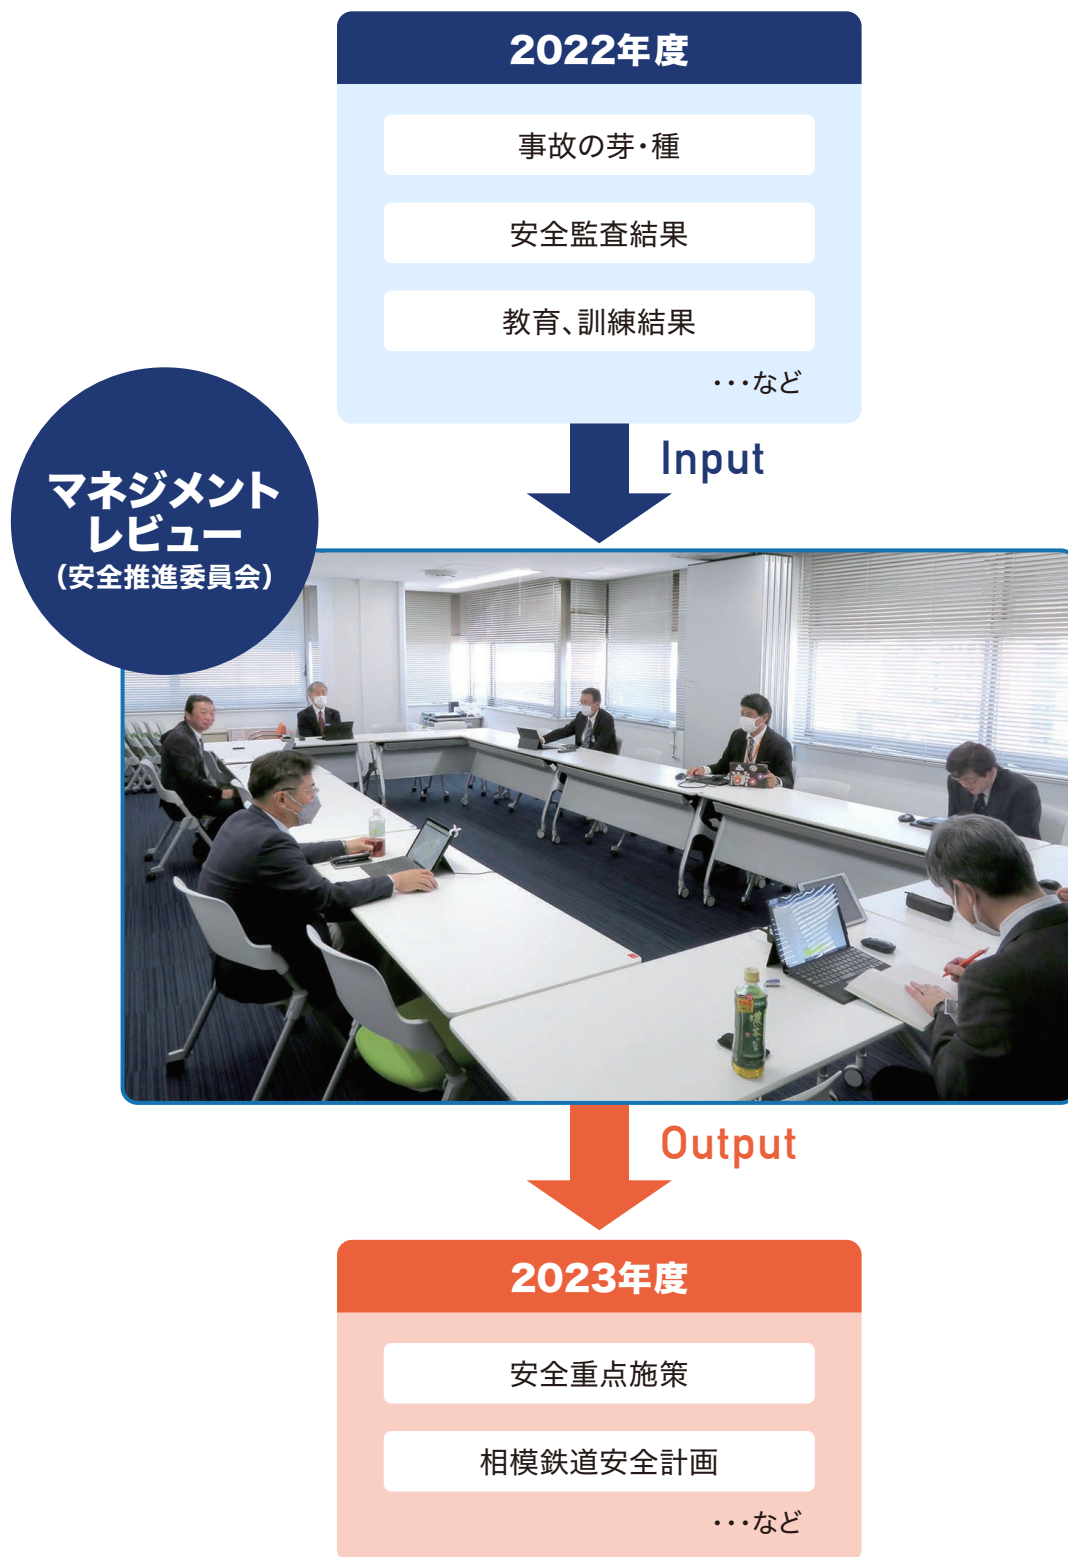 2022年度
事故の芽・種
安全監査結果
教育、訓練結果
・・・など
Input
マネジメント
レビュー
（安全推進委員会）
Output
2023年度
安全重点施策
相模鉄道安全計画
・・・など